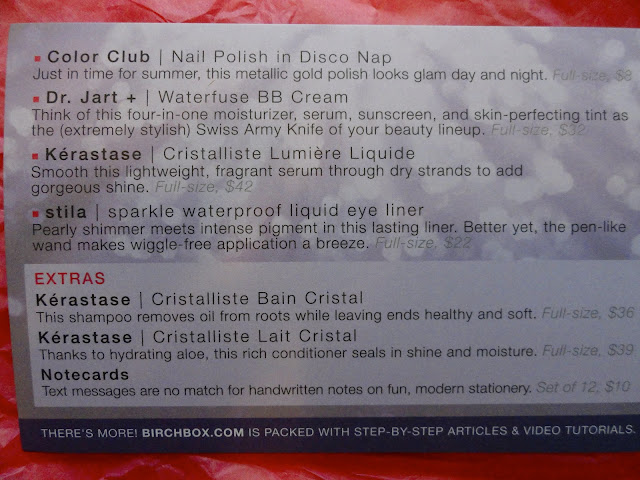 Color Club | Nail Polish in Disco Nap
Just in time for summer, this metallic gold polish looks glam day and night. Full-size, $8
Dr. Jart + | Waterfuse BB Cream
Think of this four-in-one moisturizer, serum, sunscreen, and skin-perfecting tint as
the (extremely stylish) Swiss Army Knife of your beauty lineup. Full-size, $32
Kérastase | Cristalliste Lumière Liquide
Smooth this lightweight, fragrant serum through dry strands to add
gorgeous shine. Full-size, $42
stila | sparkle waterproof liquid eye liner
Pearly shimmer meets intense pigment in this lasting liner. Better yet, the pen-like
wand makes wiggle-free application a breeze. Full-size, $22
EXTRAS
Kérastase | Cristalliste Bain Cristal
This shampoo removes oil from roots while leaving ends healthy and soft. Full-size, $36
Kérastase | Cristalliste Lait Cristal
Thanks to hydrating aloe, this rich conditioner seals in shine and moisture. Full-size, $39
Notecards
Text messages are no match for handwritten notes on fun, modern stationery. Set of 12, $10
THERE'S MORE! BIRCHBOX.COM IS PACKED WITH STEP-BY-STEP ARTICLES & VIDEO TUTORIALS.